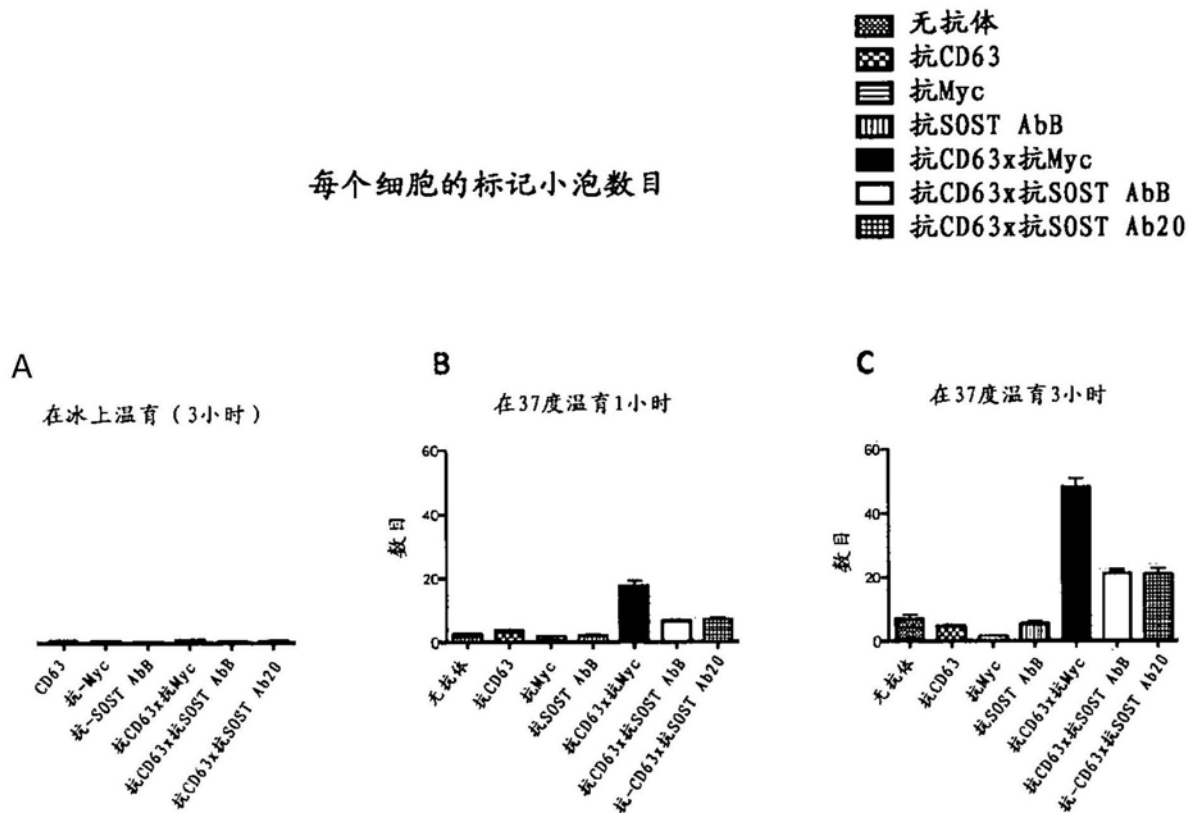 无抗体
抗CD63
抗Myc
抗SOST AbB
抗CD63x抗Myc
抗CD63x抗SOST AbB
抗CD63x抗SOST Ab20
每个细胞的标记小泡数目
A
在冰上温育（3小时）
CD63
抗-Myc
抗-SOST AbB
抗CD63x抗Myc
抗CD63x抗SOST AbB
抗CD63x抗SOST Ab20
B
在37度温育1小时
数目
60
40
20
0
无抗体
抗CD63
抗Myc
抗SOST AbB
抗CD63x抗Myc
抗CD63x抗SOST AbB
抗-CD63x抗SOST Ab20
C
在37度温育3小时
数目
60
40
20
0
无抗体
抗CD63
抗Myc
抗SOST AbB
抗CD63x抗Myc
抗CD63x抗SOST AbB
抗-CD63x抗SOST Ab20